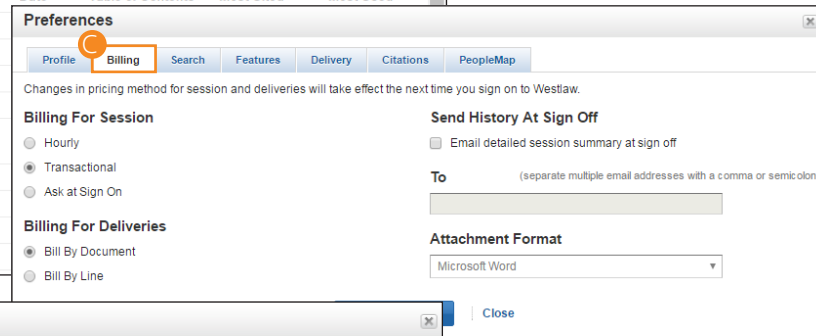 Preferences
C
Profile Billing Search Features Delivery Citations PeopleMap
Changes in pricing method for session and deliveries will take effect the next time you sign on to Westlaw.
Billing For Session
Hourly
Transactional
Ask at Sign On
Billing For Deliveries
Bill By Document
Bill By Line
Send History At Sign Off
Email detailed session summary at sign off
To (separate multiple email addresses with a comma or semicolon
Attachment Format
Microsoft Word
Close